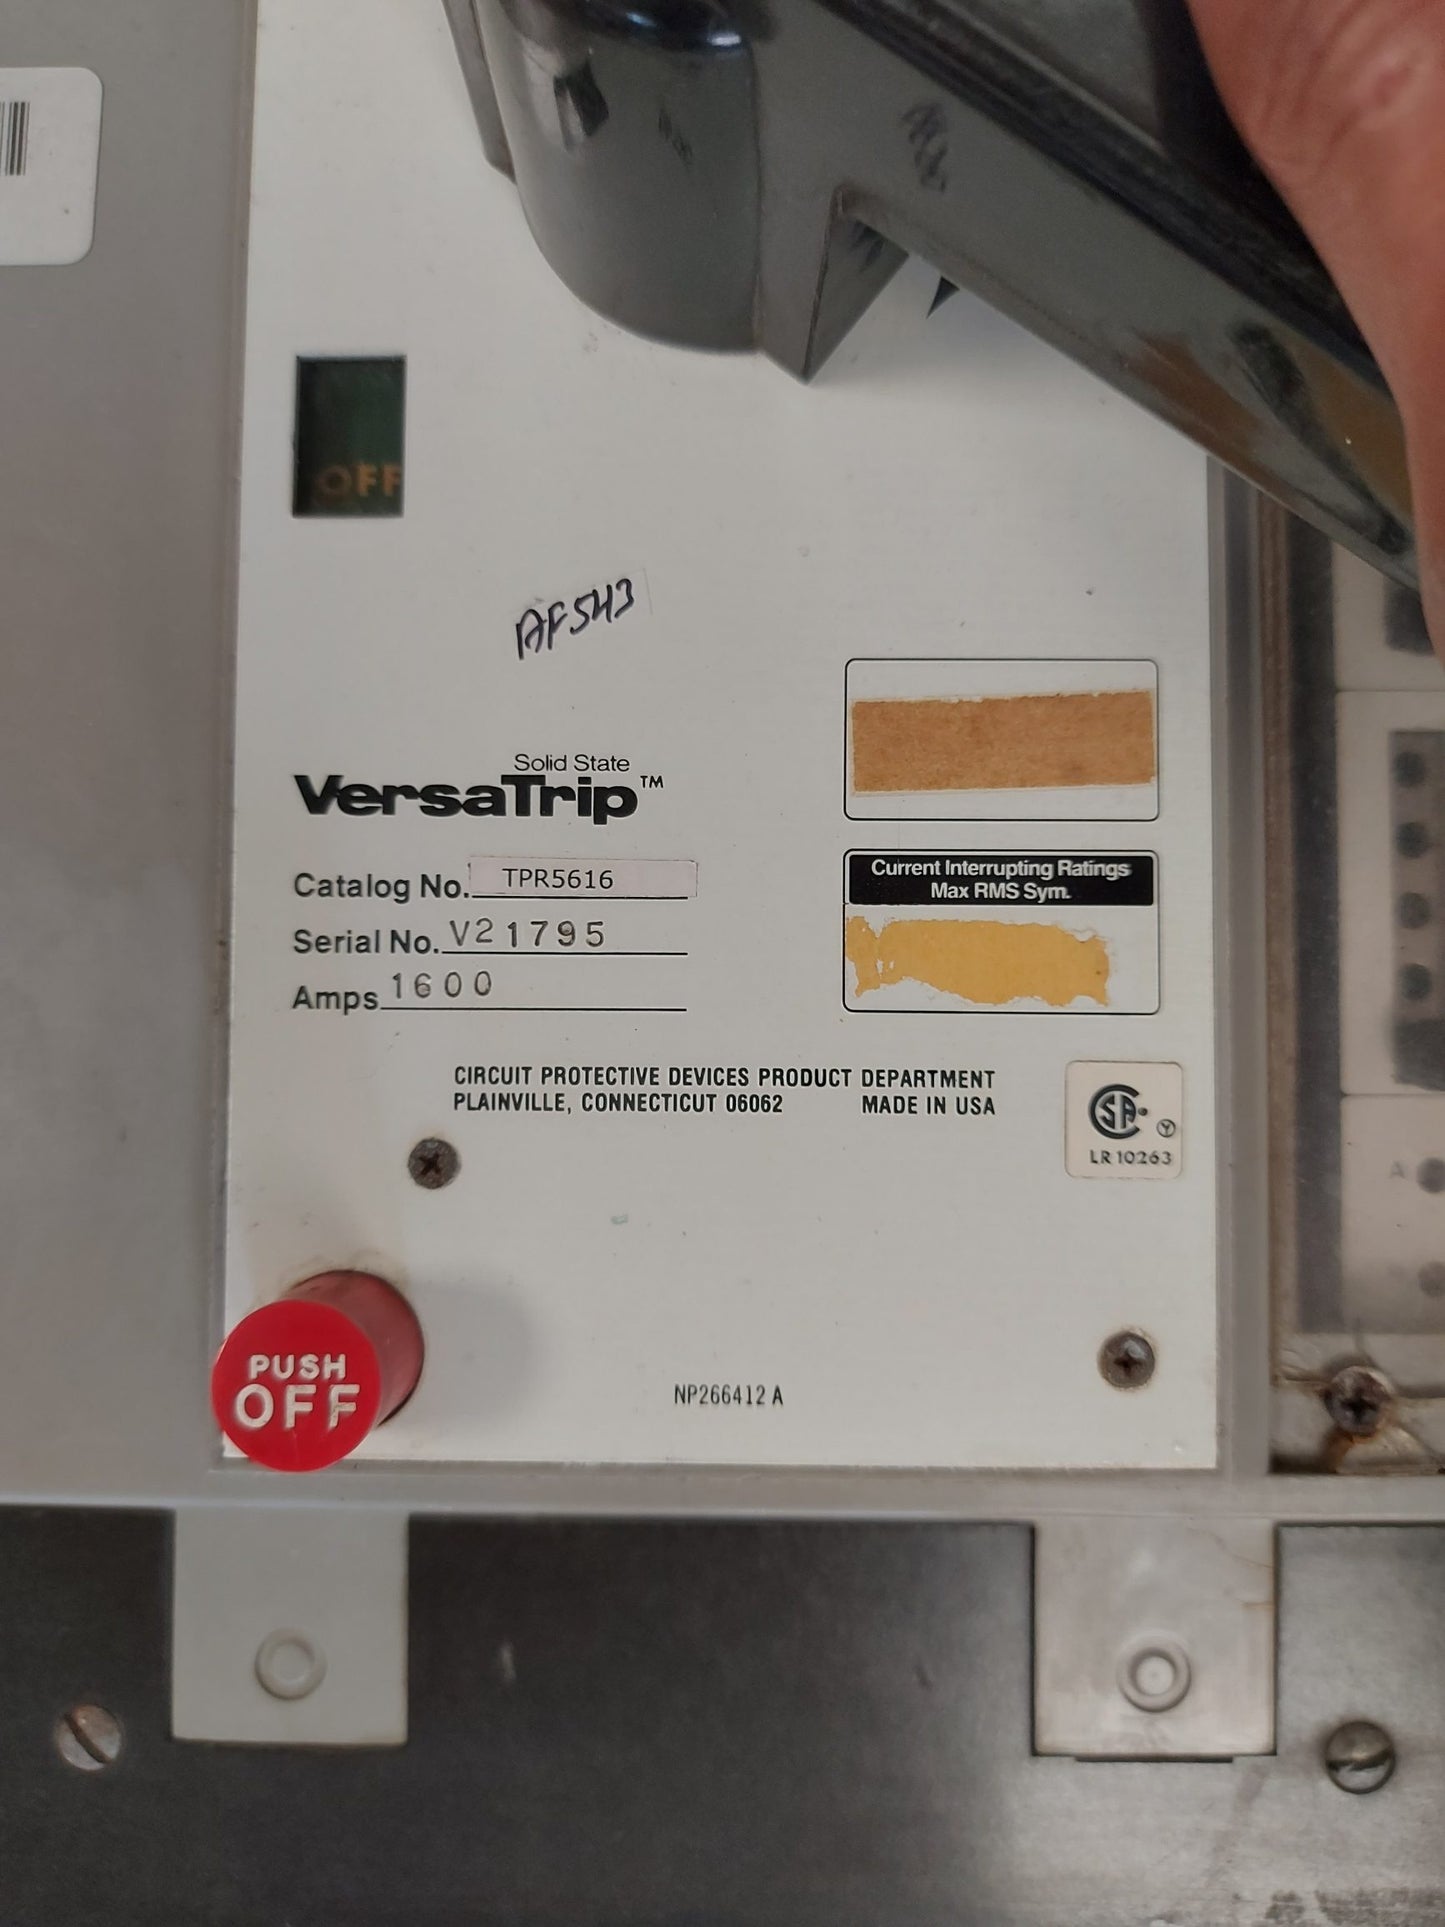 OFF
AF543
Solid State
VersaTrip™
Catalog No. TPR5616
Serial No. V21795
Amps 1600
Current Interrupting Ratings
Max RMS Sym.
CIRCUIT PROTECTIVE DEVICES PRODUCT DEPARTMENT
PLAINVILLE, CONNECTICUT 06062 MADE IN USA
SA
LR 10263
PUSH
OFF
NP266412 A
A